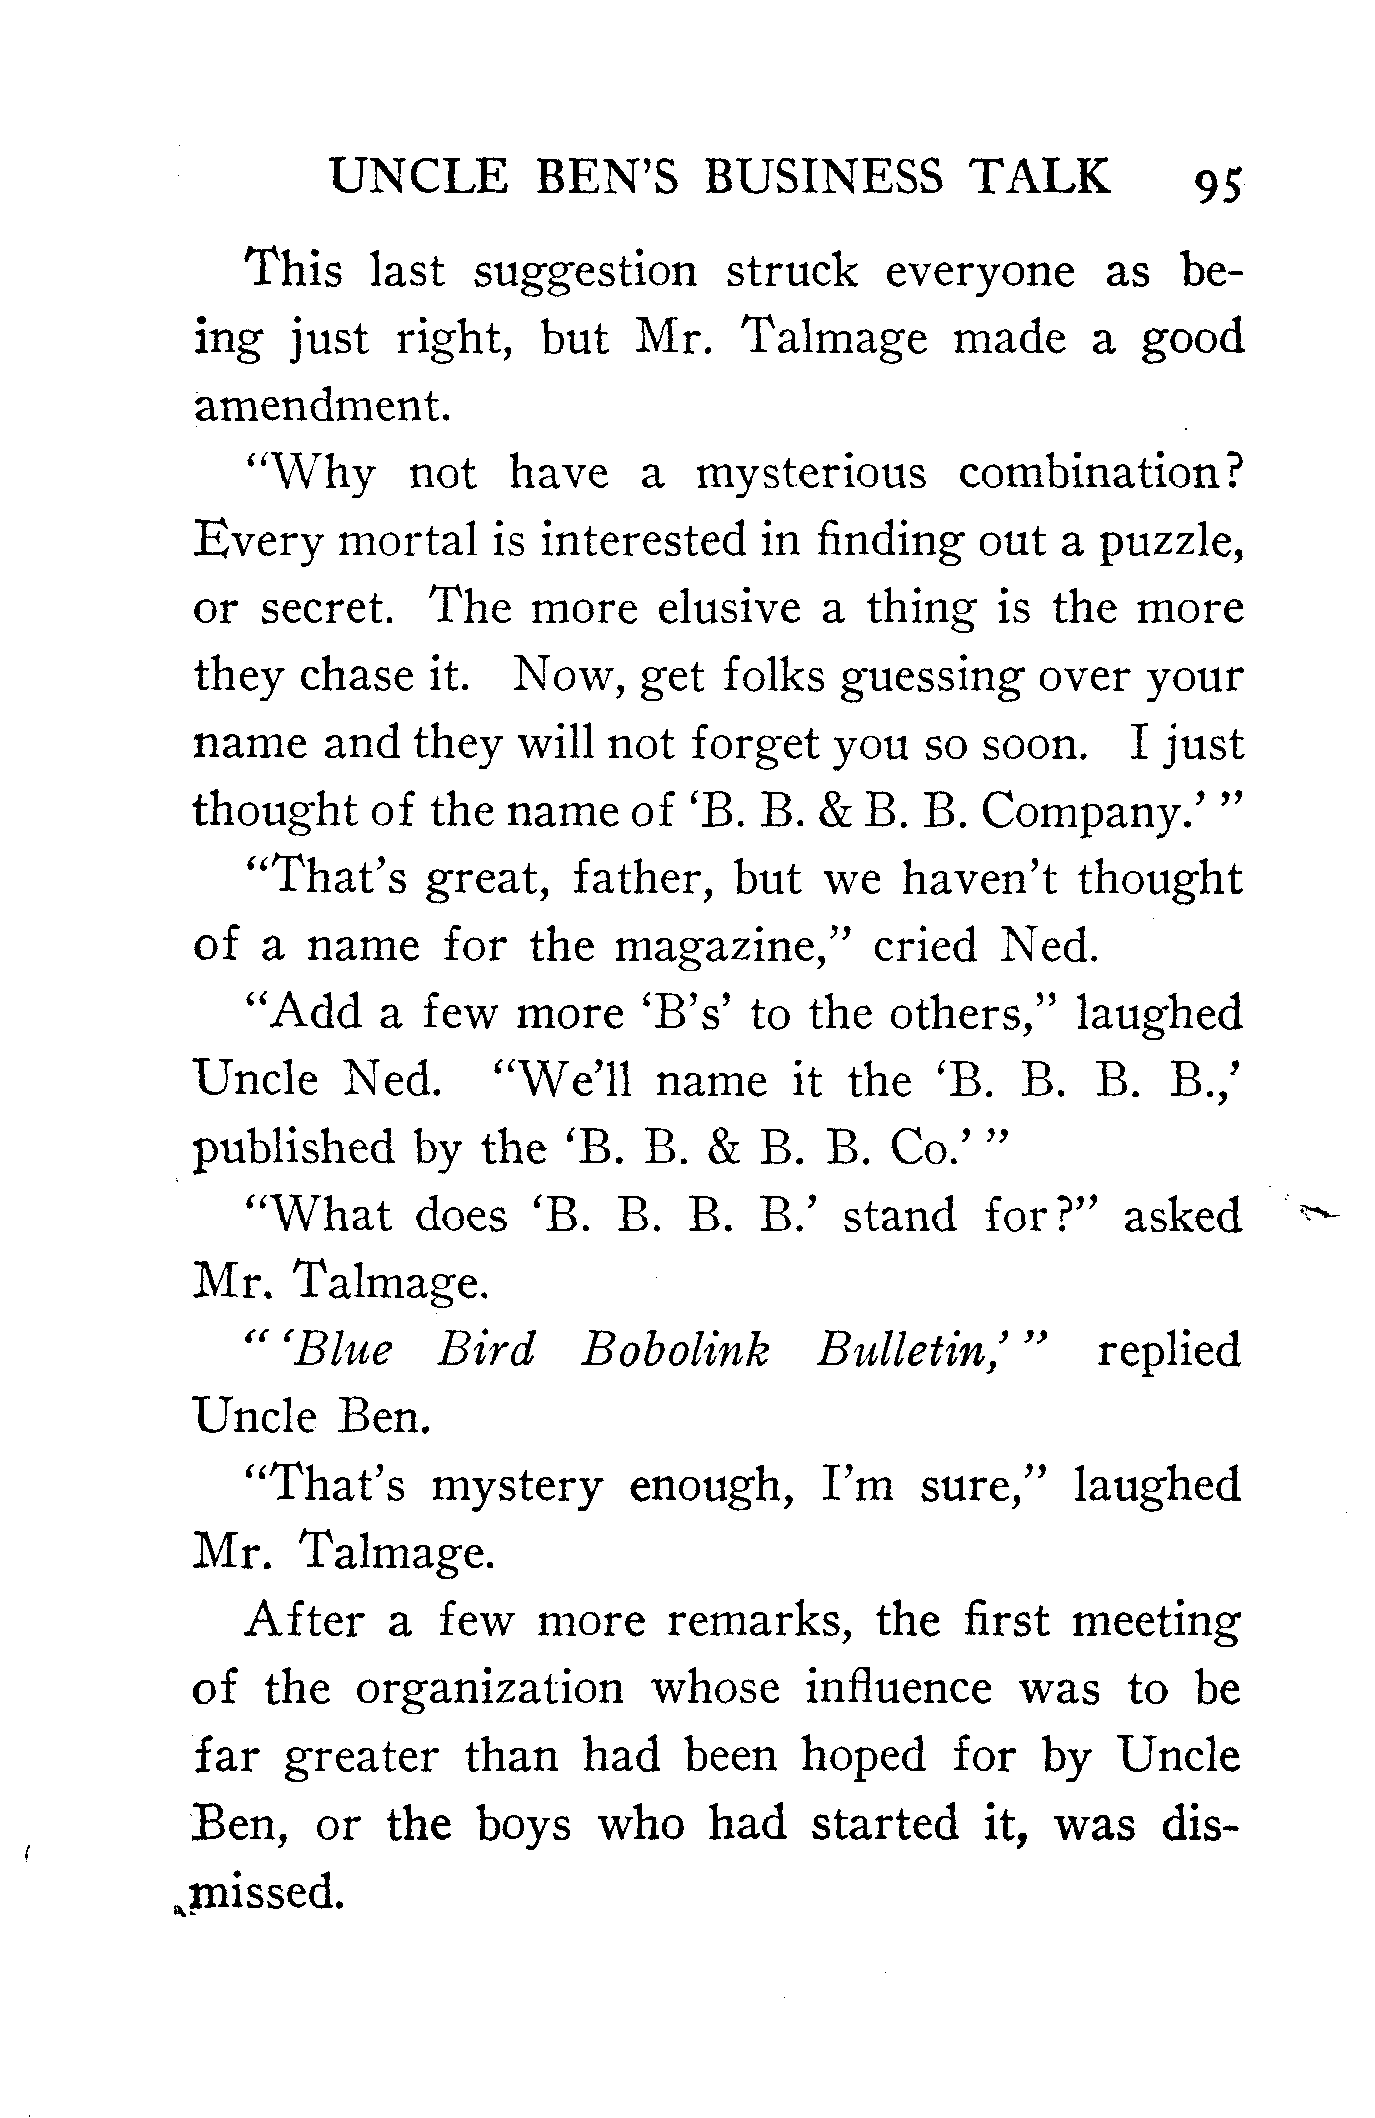 UNCLE BEN'S BUSINESS TALK 95
This last suggestion struck everyone as be-
ing just right, but Mr. Talmage made a good
amendment.
"Why not have a mysterious combination?
Every mortal is interested in finding out a puzzle,
or secret. The more elusive a thing is the more
they chase it. Now, get folks guessing over your
name and they will not forget you so soon. I just
thought of the name of 'B. B. & B. B. Company.' "
"That's great, father, but we haven't thought
of a name for the magazine," cried Ned.
"Add a few more 'B's' to the others," laughed
Uncle Ned. "We'll name it the 'B. B. B. B.,'
published by the 'B. B. & B. B. Co.' "
"What does 'B. B. B. B.' stand for?" asked
Mr. Talmage.
" 'Blue Bird Bobolink Bulletin,' " replied
Uncle Ben.
"That's mystery enough, I'm sure," laughed
Mr. Talmage.
After a few more remarks, the first meeting
of the organization whose influence was to be
far greater than had been hoped for by Uncle
Ben, or the boys who had started it, was dis-
missed.